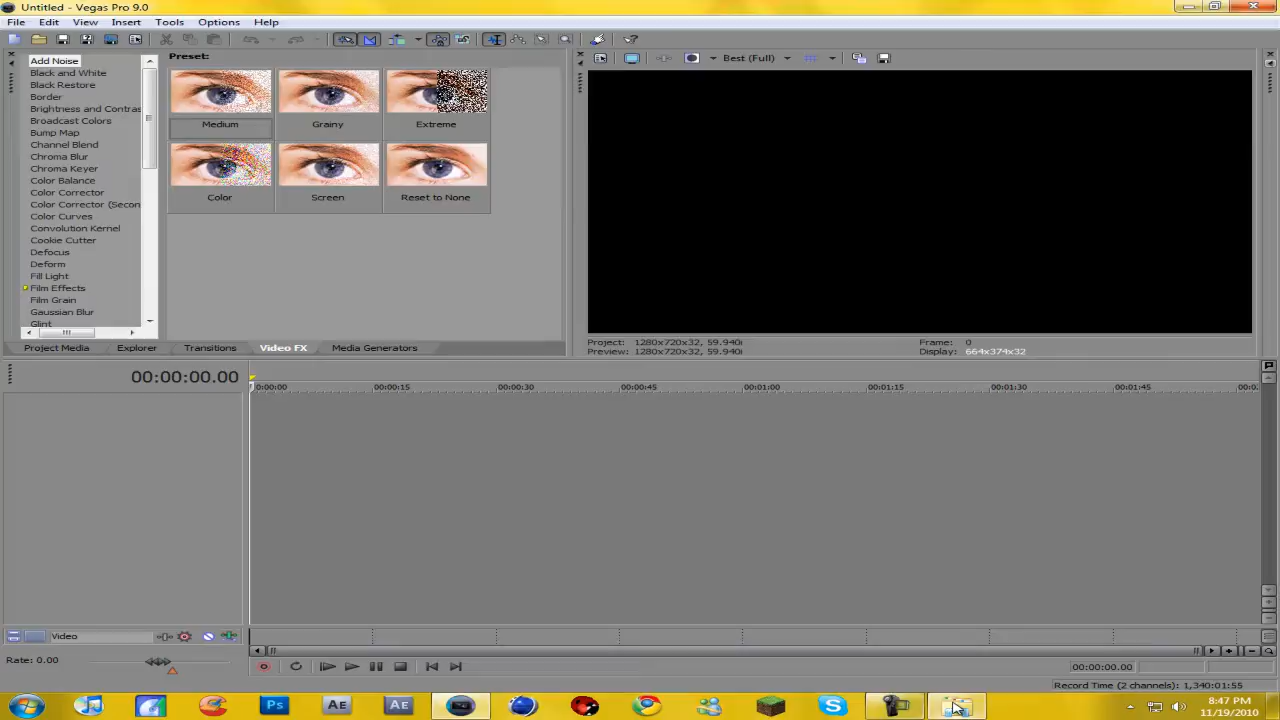 Untitled - Vegas Pro 9.0
File Edit View Insert Tools Options Help
Add Noise
Black and White
Black Restore
Border
Brightness and Contras
Broadcast Colors
Bump Map
Channel Blend
Chroma Blur
Chroma Keyer
Color Balance
Color Corrector
Color Corrector (Secon
Color Curves
Convolution Kernel
Cookie Cutter
Defocus
Deform
Fill Light
Film Effects
Film Grain
Gaussian Blur
Glint
Preset:
Medium Grainy Extreme
Color Screen Reset to None
Best (Full)
Project: 1280x720x32, 59.940i Frame: 0
Preview: 1280x720x32, 59.940i Display: 664x374x32
Project Media Explorer Transitions Video FX Media Generators
00:00:00.00
0:00:00 00:00:15 00:00:30 00:00:45 00:01:00 00:01:15 00:01:30 00:01:45 00:0
Video
Rate: 0.00
00:00:00.00
Record Time (2 channels): 1,340:01:55
Ps AE AE
8:47 PM
11/19/2010